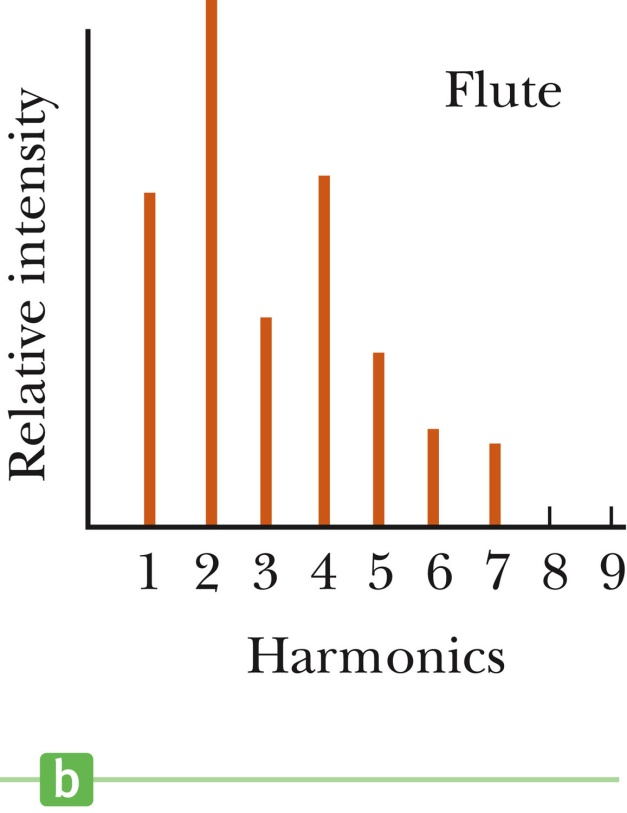 Flute
Relative intensity
1 2 3 4 5 6 7 8 9
Harmonics
b